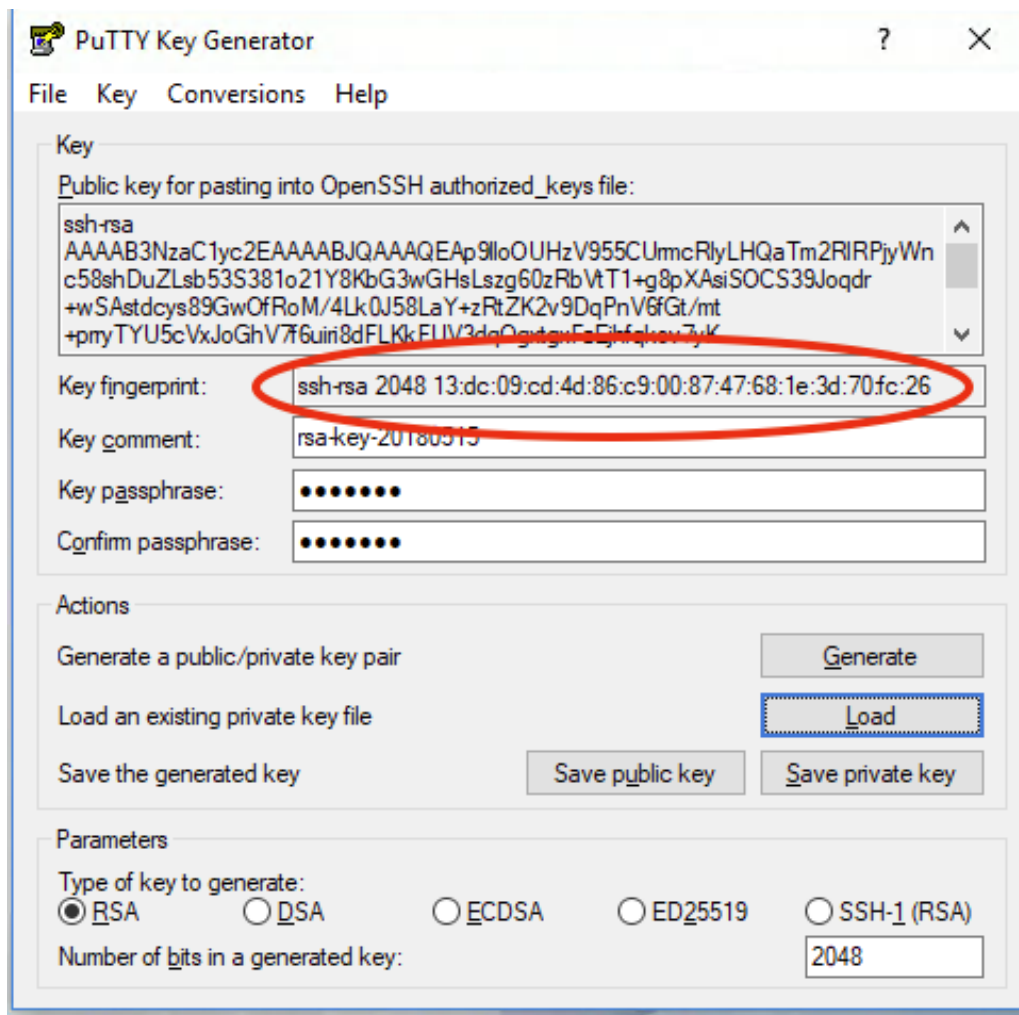 PuTTY Key Generator ?
File Key Conversions Help
Key
Public key for pasting into OpenSSH authorized_keys file:
ssh-rsa
AAAAB3NzaC1yc2EAAAABJQAAAQEAp9lloOUHzV955CUrmcRlyLHQaTm2RIRPjyWn
c58shDuZLsb53S381o21Y8KbG3wGHsLszg60zRbVtT1+g8pXAsiSOCS39Joqdr
+wSAstdcys89GwOfRoM/4Lk0J58LaY+zRtZK2v9DqPnV6fGt/mt
Key fingerprint: ssh-rsa 2048 13:dc:09:cd:4d:86:c9:00:87:47:68:1e:3d:70:fc:26
Key comment: rsa-key-20180515
Key passphrase: •••••••
Confirm passphrase: •••••••
Actions
Generate a public/private key pair Generate
Load an existing private key file Load
Save the generated key Save public key Save private key
Parameters
Type of key to generate:
RSA DSA ECDSA ED25519 SSH-1 (RSA)
Number of bits in a generated key: 2048